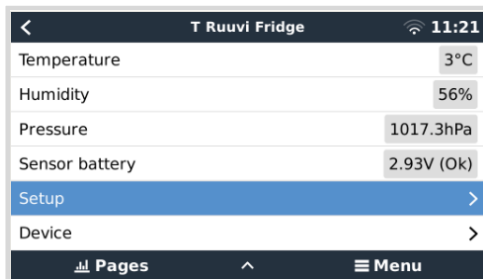 T Ruuvi Fridge 11:21
Temperature 3°C
Humidity 56%
Pressure 1017.3hPa
Sensor battery 2.93V (Ok)
Setup
Device
Pages Menu